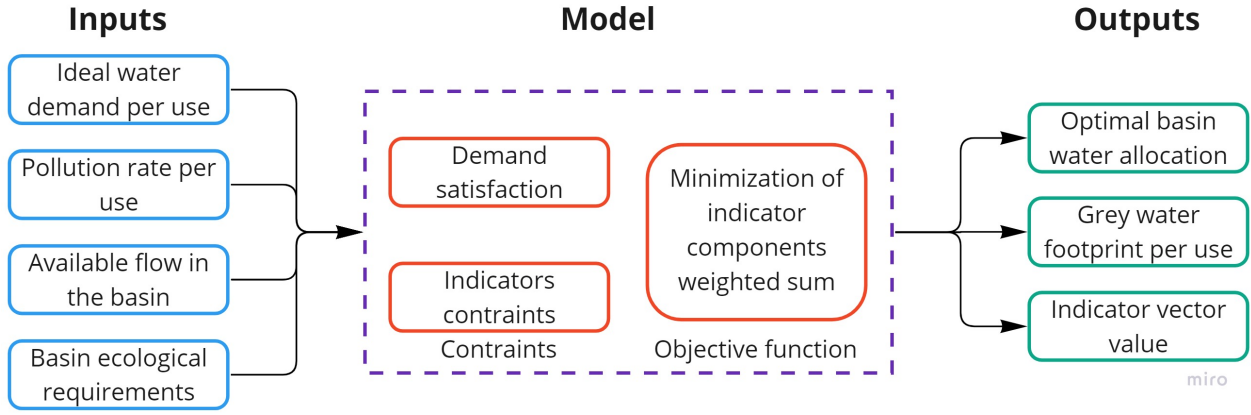 Inputs
Model
Outputs
Ideal water
demand per use
Pollution rate per
use
Available flow in
the basin
Basin ecological
requirements
Demand
satisfaction
Indicators
contraints
Contraints
Minimization of
indicator
components
weighted sum
Objective function
Optimal basin
water allocation
Grey water
footprint per use
Indicator vector
value
miro